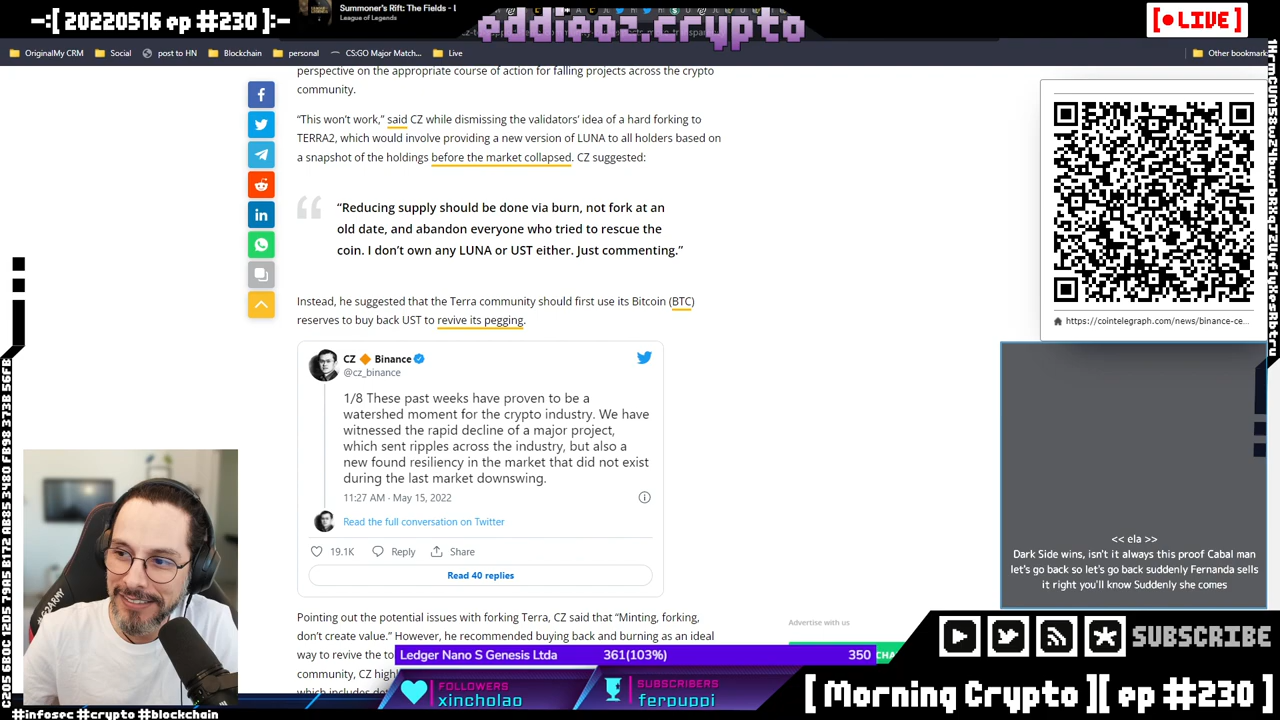 -:[ 20220516 ep #230 ]:-
Summoner's Rift: The Fields - L
League of Legends
eddieoz.crypto
[ LIVE ]
OriginalMy CRM
Social
post to HN
Blockchain
personal
CS:GO Major Match...
Live
Other bookmark
perspective on the appropriate course of action for falling projects across the crypto
community.
“This won’t work,” said CZ while dismissing the validators’ idea of a hard forking to
TERRA2, which would involve providing a new version of LUNA to all holders based on
a snapshot of the holdings before the market collapsed. CZ suggested:
“Reducing supply should be done via burn, not fork at an
old date, and abandon everyone who tried to rescue the
coin. I don’t own any LUNA or UST either. Just commenting.”
Instead, he suggested that the Terra community should first use its Bitcoin (BTC)
reserves to buy back UST to revive its pegging.
CZ 🔶 Binance
@cz_binance
1/8 These past weeks have proven to be a
watershed moment for the crypto industry. We have
witnessed the rapid decline of a major project,
which sent ripples across the industry, but also a
new found resiliency in the market that did not exist
during the last market downswing.
11:27 AM · May 15, 2022
Read the full conversation on Twitter
19.1K Reply Share
Read 40 replies
Pointing out the potential issues with forking Terra, CZ said that “Minting, forking,
don’t create value.” However, he recommended buying back and burning as an ideal
way to revive the to
community, CZ high
https://cointelegraph.com/news/binance-ce...
<< ela >>
Dark Side wins, isn't it always this proof Cabal man
let's go back so let's go back suddenly Fernanda sells
it right you'll know Suddenly she comes
Advertise with us
Ledger Nano S Genesis Ltda 361(103%) 350
FOLLOWERS
xincholao
SUBSCRIBERS
ferpuppi
SUBSCRIBE
[ Morning Crypto ][ ep #230 ]
#infosec #crypto #blockchain